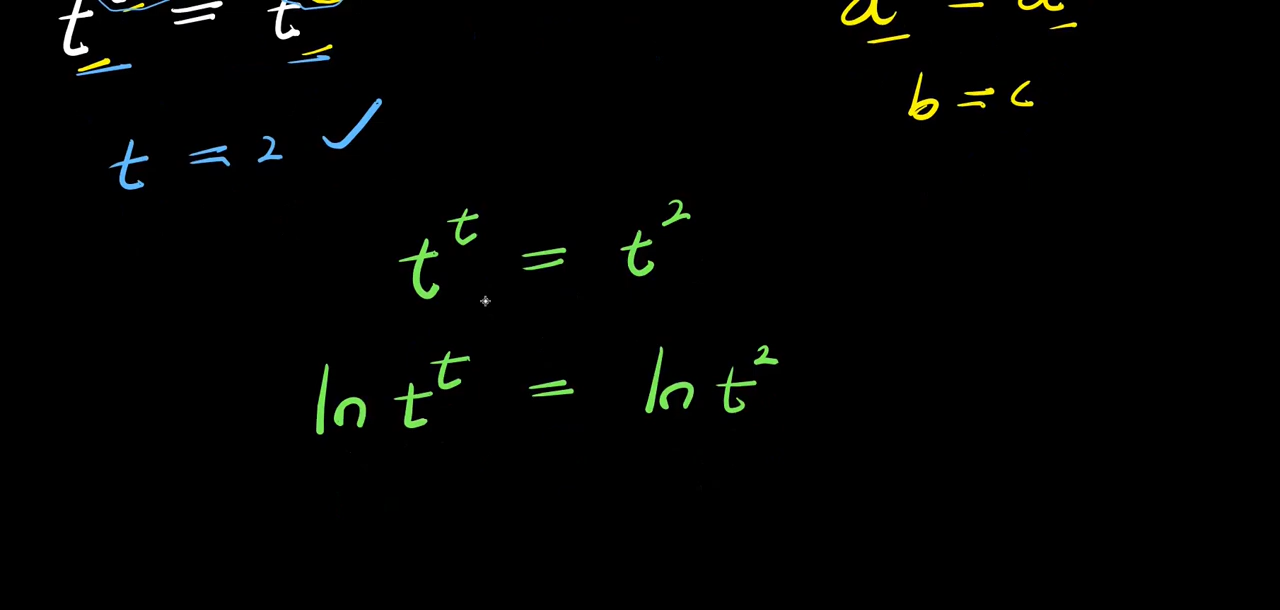 t = t
a = a
b = c
t = 2 ✓
t^t = t^2
ln t^t = ln t^2